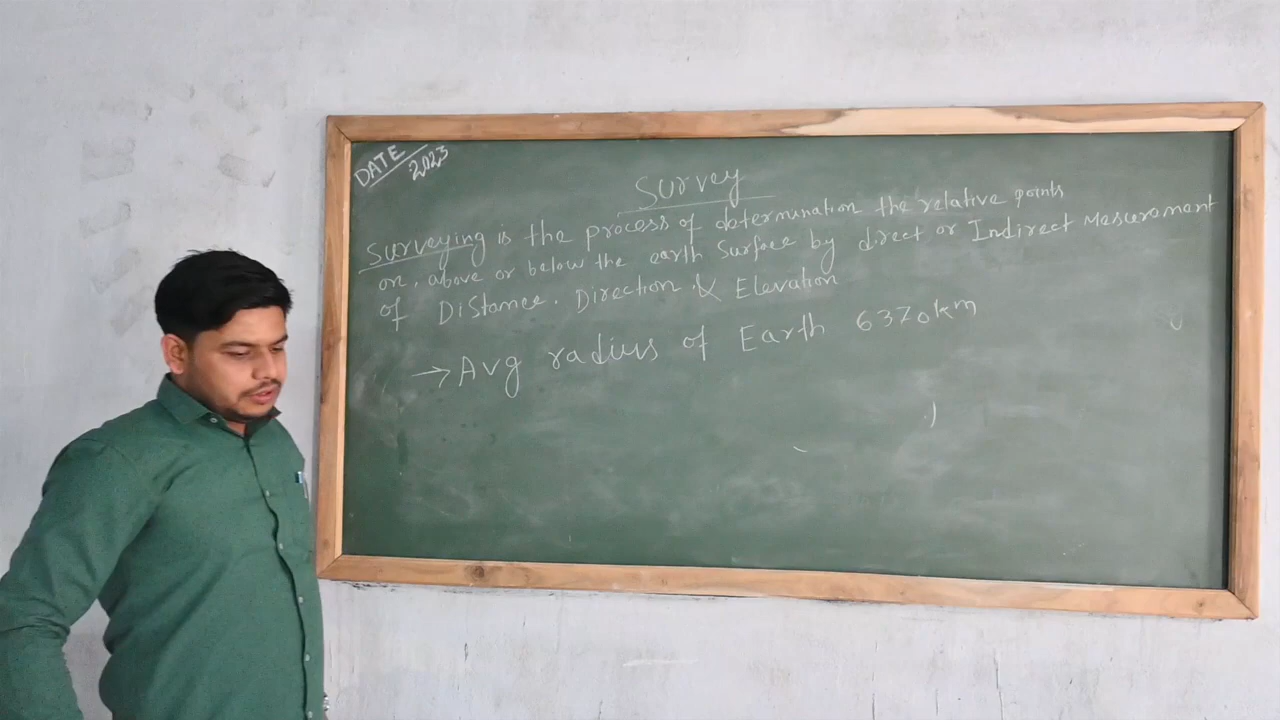 DATE
2023
Survey
Surveying is the process of determination the relative points
on, above or below the earth Surface by direct or Indirect Measurement
of Distance. Direction & Elevation
→ Avg radius of Earth 6370km